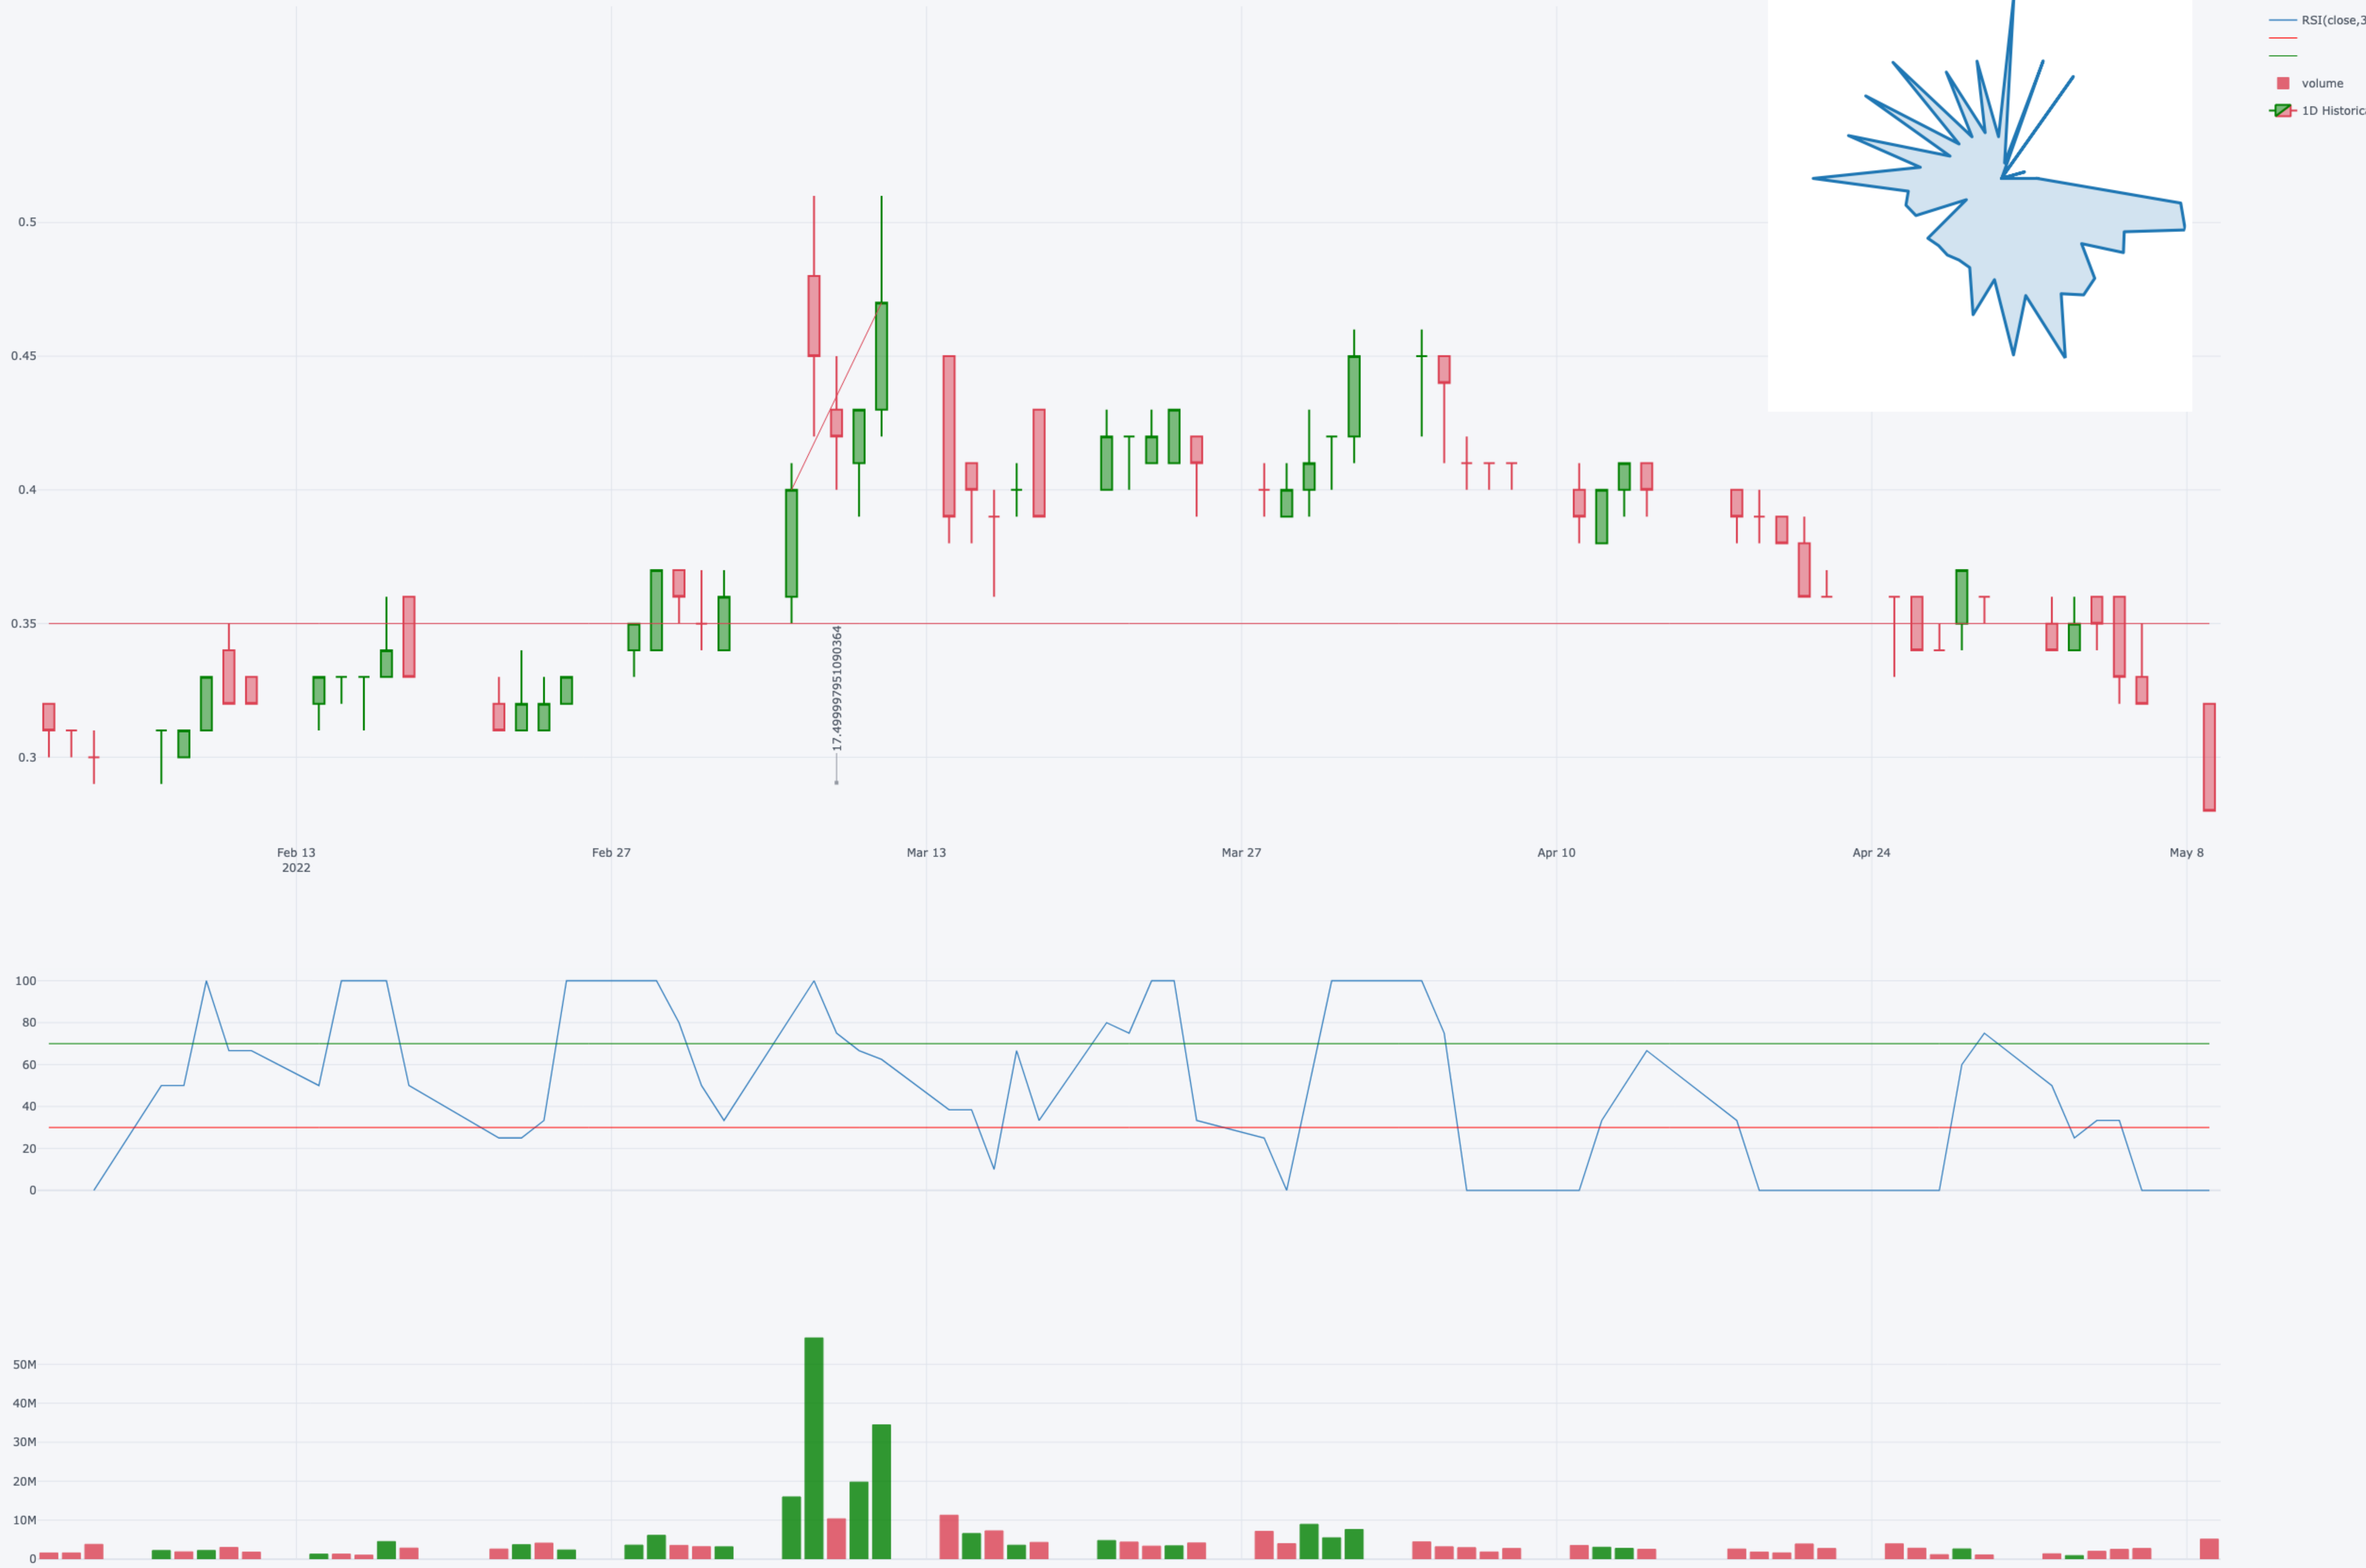 RSI(close,3
volume
1D Historica
0.5
0.45
0.4
0.35
0.3
17.499997951090364
Feb 13
2022
Feb 27
Mar 13
Mar 27
Apr 10
Apr 24
May 8
100
80
60
40
20
0
50M
40M
30M
20M
10M
0